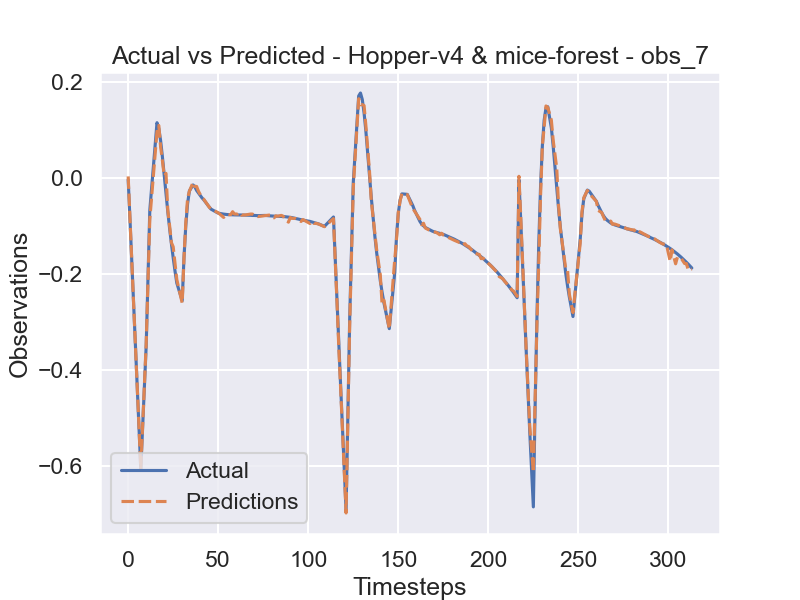 Actual vs Predicted - Hopper-v4 & mice-forest - obs_7
0.2
0.0
−0.2
−0.4
−0.6
Observations
Actual
Predictions
0 50 100 150 200 250 300
Timesteps